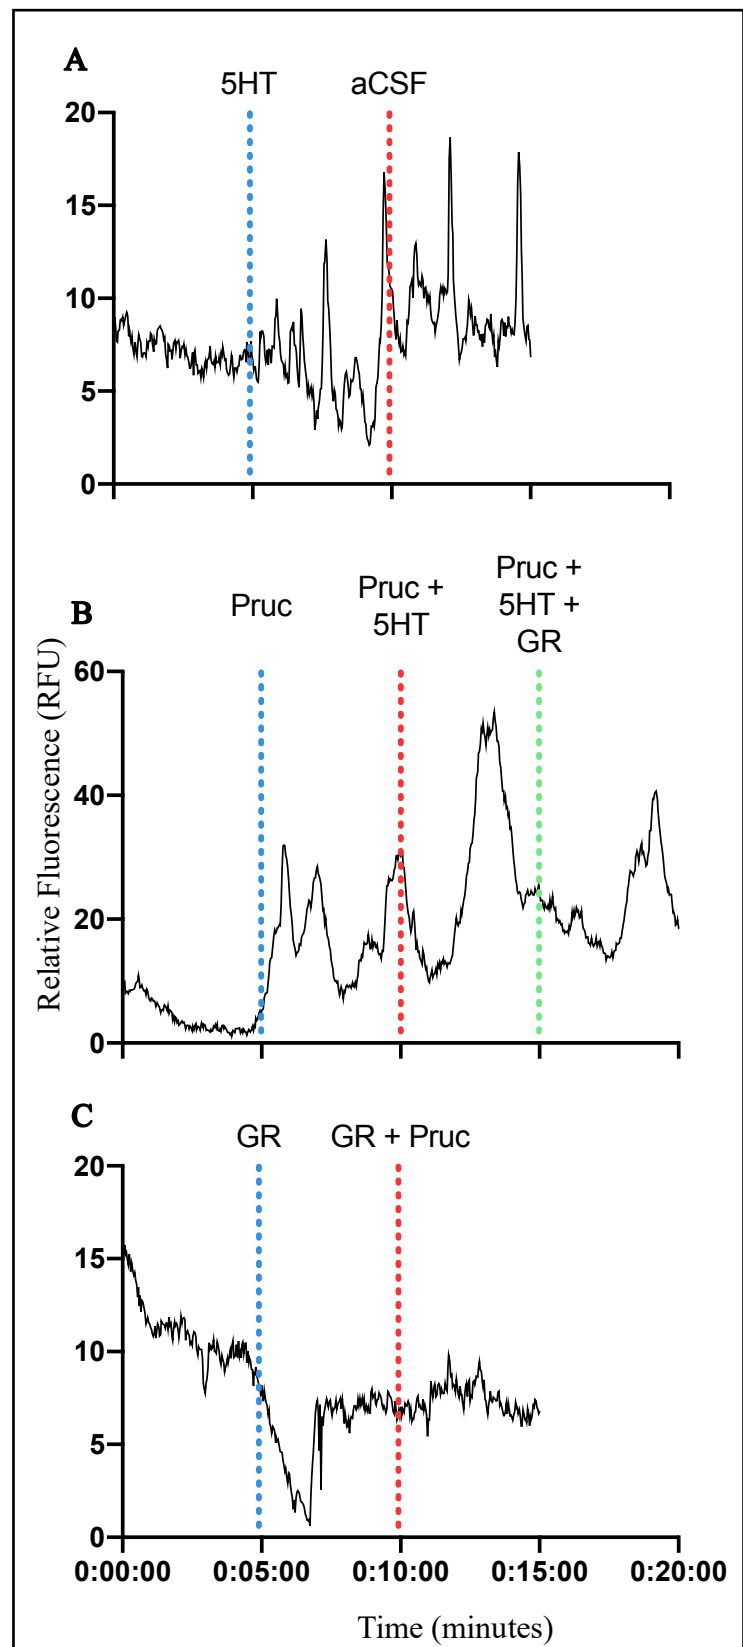 A
5HT
aCSF
20
15
10
5
0
B
Pruc
Pruc +
5HT
Pruc +
5HT +
GR
Relative Fluorescence (RFU)
60
40
20
0
C
GR
GR + Pruc
20
15
10
5
0
0:00:00 0:05:00 0:10:00 0:15:00 0:20:00
Time (minutes)